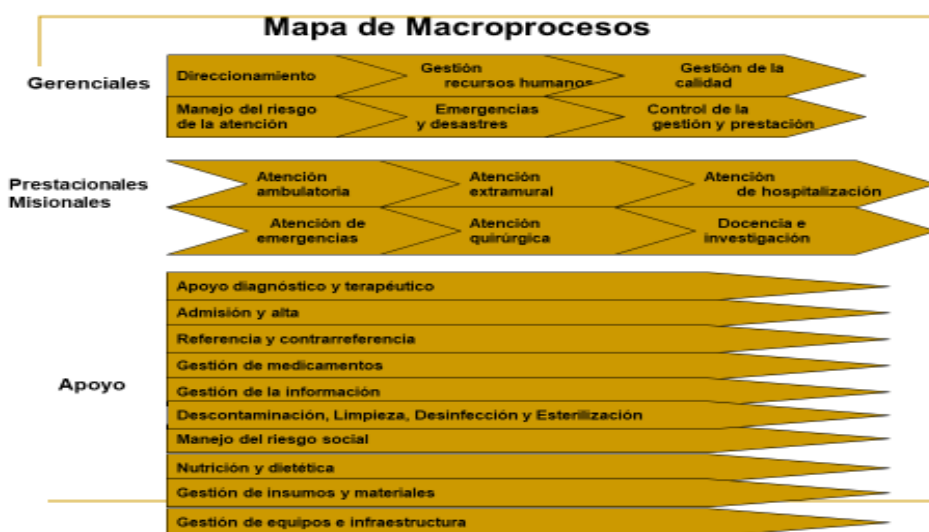 Mapa de Macroprocesos
Gerenciales
Direccionamiento
Gestión
recursos humanos
Gestión de la
calidad
Manejo del riesgo
de la atención
Emergencias
y desastres
Control de la
gestión y prestación
Prestacionales
Misionales
Atención
ambulatoria
Atención
extramural
Atención
de hospitalización
Atención de
emergencias
Atención
quirúrgica
Docencia e
investigación
Apoyo
Apoyo diagnóstico y terapéutico
Admisión y alta
Referencia y contrarreferencia
Gestión de medicamentos
Gestión de la información
Descontaminación, Limpieza, Desinfección y Esterilización
Manejo del riesgo social
Nutrición y dietética
Gestión de insumos y materiales
Gestión de equipos e infraestructura